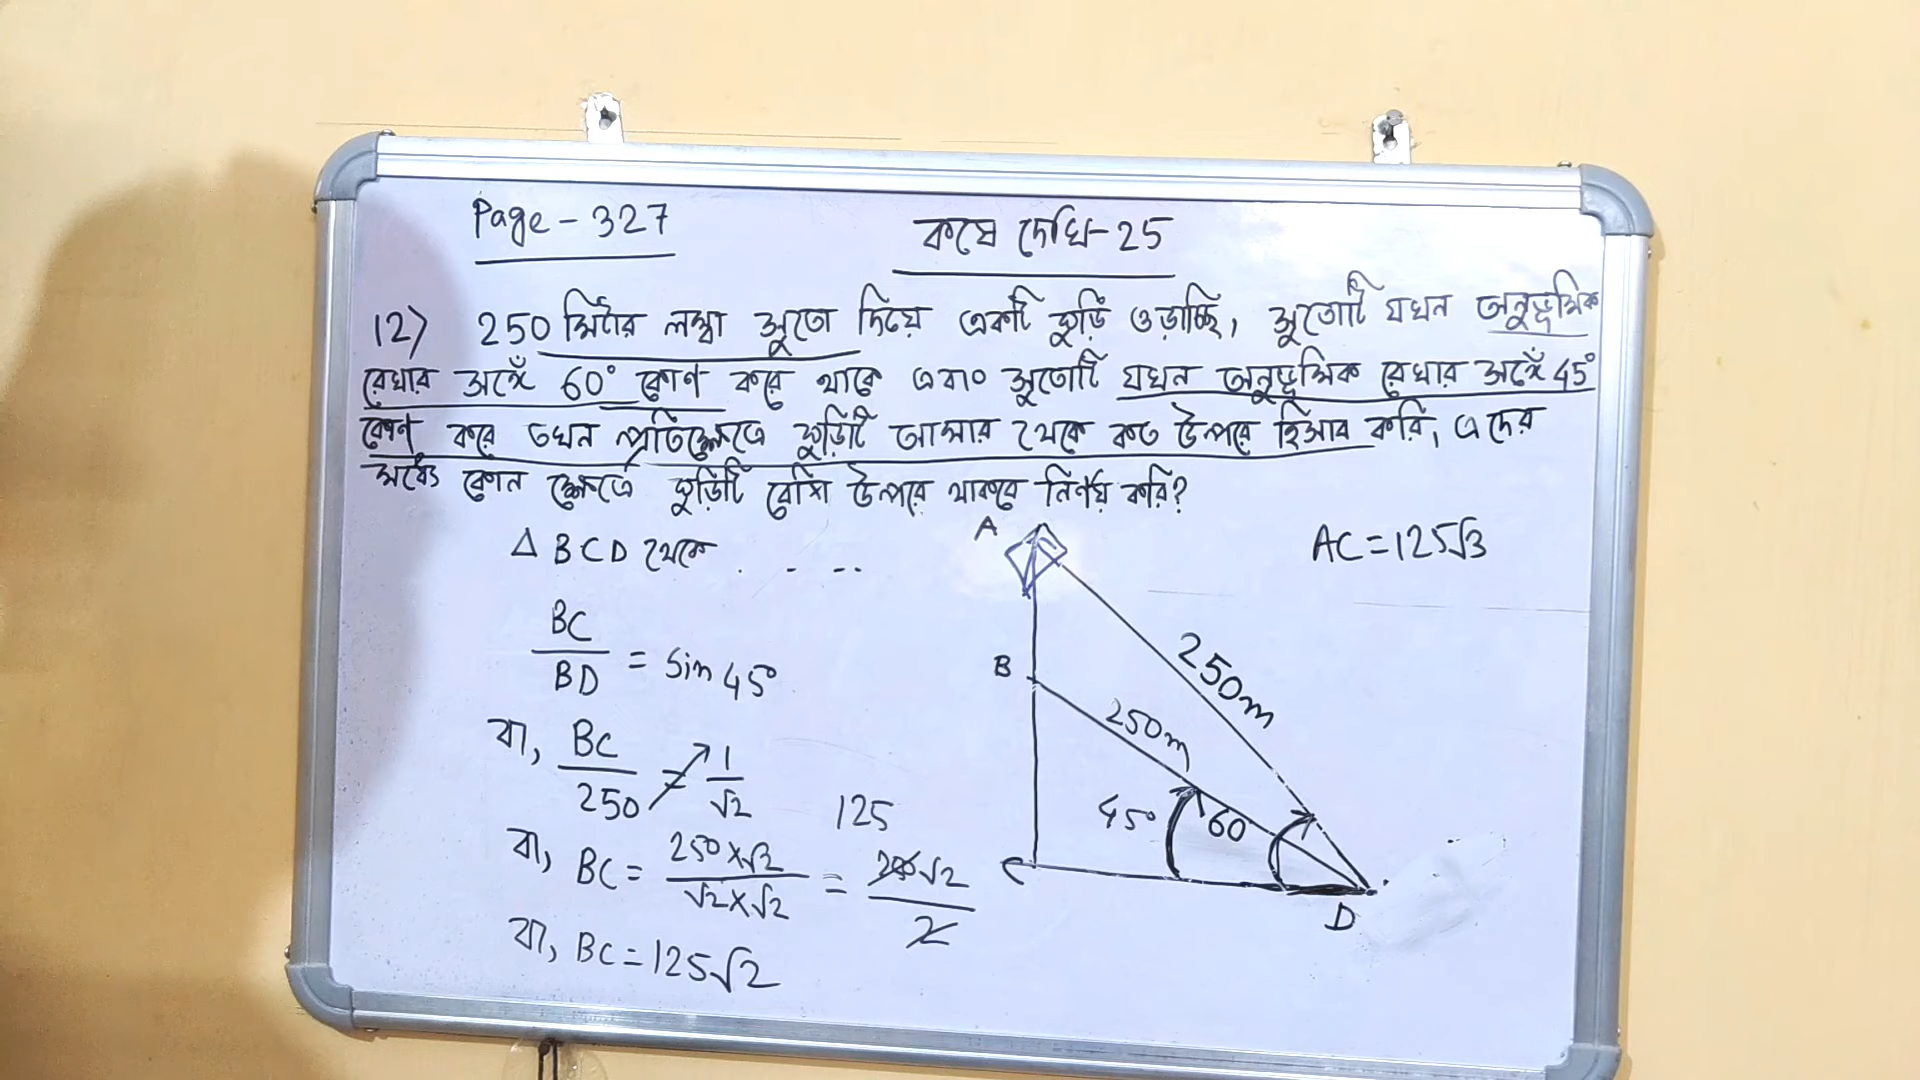 Page - 327
কষে দেখি-25
12) 250 মিটার লম্বা সুতো দিয়ে একটি ঘুড়ি ওড়াচ্ছি, সুতোটি যখন অনুভূমিক
রেখার সঙ্গে 60° কোণ করে থাকে এবং সুতোটি যখন অনুভূমিক রেখার সঙ্গে 45°
কোণ করে তখন প্রতিক্ষেত্রে ঘুড়িটি আমার থেকে কত উপরে হিসাব করি, এদের
মধ্যে কোন ক্ষেত্রে ঘুড়িটি বেশি উপরে থাকবে নির্ণয় করি?
△ BCD থেকে . - --
BC/BD = Sin 45°
বা, BC/250 = 1/√2
বা, BC = 250×√2/√2×√2 = 250√2/2
125
বা, BC = 125√2
AC = 125√3
A
B
250m
250m
45°
60
C
D